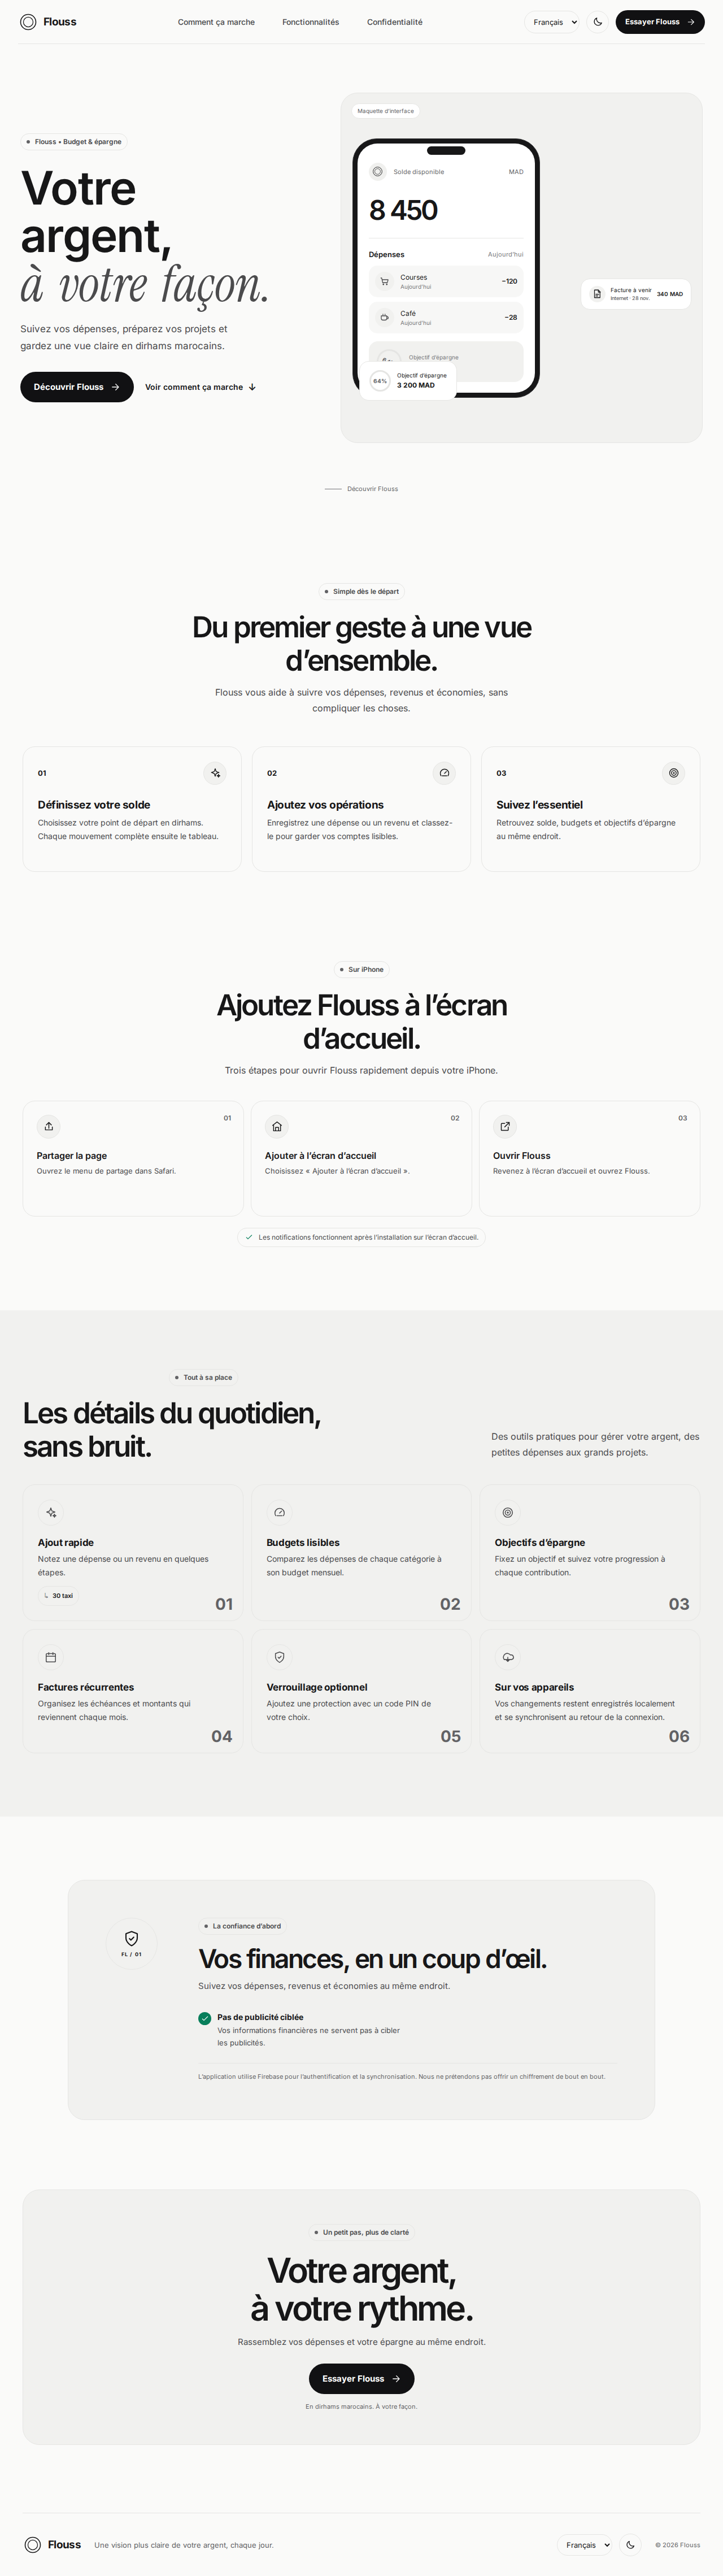 Flouss
Comment ça marche
Fonctionnalités
Confidentialité
Français
Essayer Flouss
Flouss • Budget & épargne
Votre
argent,
à votre façon.
Suivez vos dépenses, préparez vos projets et
gardez une vue claire en dirhams marocains.
Découvrir Flouss
Voir comment ça marche
Maquette d'interface
Solde disponible
MAD
8 450
Dépenses
Aujourd'hui
Courses
Aujourd'hui
−120
Café
Aujourd'hui
−28
Objectif d'épargne
64%
Objectif d'épargne
3 200 MAD
Facture à venir
Internet · 28 nov.
340 MAD
Découvrir Flouss
Simple dès le départ
Du premier geste à une vue
d’ensemble.
Flouss vous aide à suivre vos dépenses, revenus et économies, sans
compliquer les choses.
01
Définissez votre solde
Choisissez votre point de départ en dirhams.
Chaque mouvement complète ensuite le tableau.
02
Ajoutez vos opérations
Enregistrez une dépense ou un revenu et classez-
le pour garder vos comptes lisibles.
03
Suivez l’essentiel
Retrouvez solde, budgets et objectifs d’épargne
au même endroit.
Sur iPhone
Ajoutez Flouss à l’écran
d’accueil.
Trois étapes pour ouvrir Flouss rapidement depuis votre iPhone.
01
Partager la page
Ouvrez le menu de partage dans Safari.
02
Ajouter à l’écran d’accueil
Choisissez « Ajouter à l’écran d’accueil ».
03
Ouvrir Flouss
Revenez à l’écran d’accueil et ouvrez Flouss.
Les notifications fonctionnent après l’installation sur l’écran d’accueil.
Tout à sa place
Les détails du quotidien,
sans bruit.
Des outils pratiques pour gérer votre argent, des
petites dépenses aux grands projets.
Ajout rapide
Notez une dépense ou un revenu en quelques
étapes.
30 taxi
01
Budgets lisibles
Comparez les dépenses de chaque catégorie à
son budget mensuel.
02
Objectifs d’épargne
Fixez un objectif et suivez votre progression à
chaque contribution.
03
Factures récurrentes
Organisez les échéances et montants qui
reviennent chaque mois.
04
Verrouillage optionnel
Ajoutez une protection avec un code PIN de
votre choix.
05
Sur vos appareils
Vos changements restent enregistrés localement
et se synchronisent au retour de la connexion.
06
FL / 01
La confiance d’abord
Vos finances, en un coup d’œil.
Suivez vos dépenses, revenus et économies au même endroit.
Pas de publicité ciblée
Vos informations financières ne servent pas à cibler
les publicités.
L’application utilise Firebase pour l’authentification et la synchronisation. Nous ne prétendons pas offrir un chiffrement de bout en bout.
Un petit pas, plus de clarté
Votre argent,
à votre rythme.
Rassemblez vos dépenses et votre épargne au même endroit.
Essayer Flouss
En dirhams marocains. À votre façon.
Flouss
Une vision plus claire de votre argent, chaque jour.
Français
© 2026 Flouss